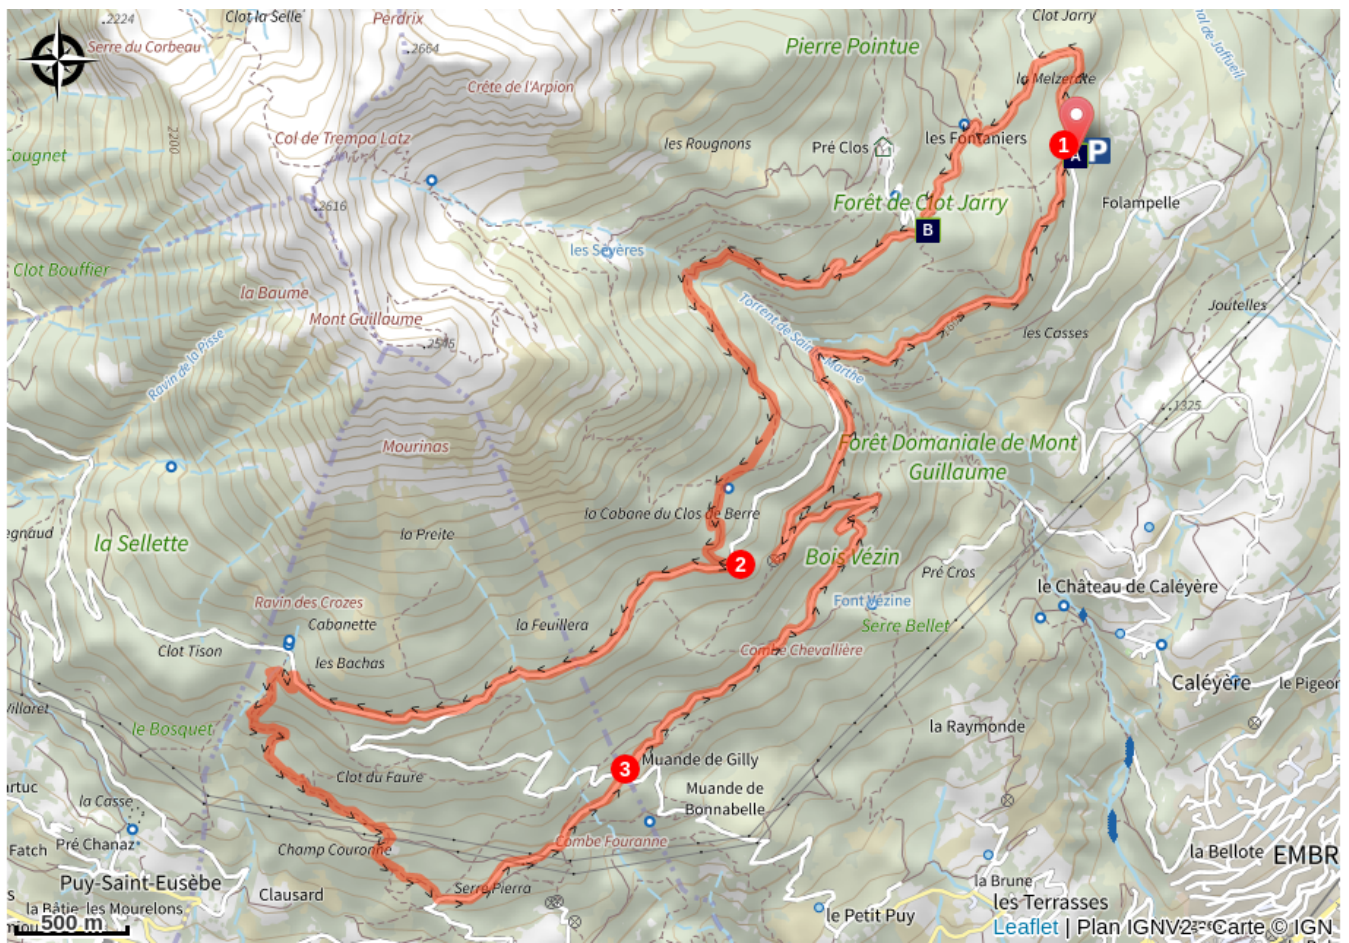 2224
Clot la Selle
Perdrix
Clot Jarry
Serre du Corbeau
2664
Pierre Pointue
la Melzerate
Crête de l'Arpion
2200
Col de Trempa Latz
les Rougnons
Pré Clos
les Fontaniers
1
A
P
Cougnet
2616
Forêt de Clot Jarry
Folampelle
B
les Sévères
Clot Bouffier
la Baume
Joutelles
Mont Guillaume
Torrent de Sainte Marthe
les Casses
2545
Ravin de la Pisse
1325
Mourinas
Forêt Domaniale de Mont
Guillaume
la Cabane du Clos de Berre
la Preite
egnaud
la Sellette
2
Bois Vézin
Pré Cros
le Château de Caléyère
Ravin des Crozes
Font Vézine
Cabanette
la Feuillera
Serre Bellet
Clot Tison
les Bachas
Combe Chevallière
Caléyère
le Pigeor
Villaret
le Bosquet
la Raymonde
3
Muande de Gilly
Clot du Faure
Muande de
Bonnabelle
artuc
la Casse
Pré Chanaz
Fatch
Champ Couronne
Combe Fouranne
la Bellote
EMBR
Puy-Saint-Eusèbe
Clausard
Serre Pierra
la Brune
les Terrasses
la Bâtie
les Mourelons
le Petit Puy
500 m
Leaflet | Plan IGNV2 - Carte © IGN